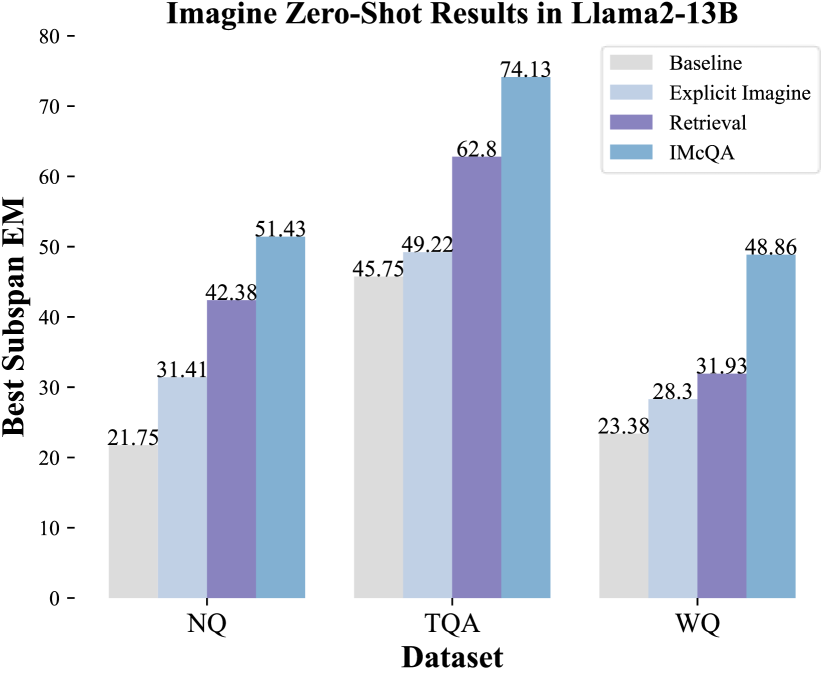 Imagine Zero-Shot Results in Llama2-13B
80
70
60
50
40
30
20
10
0
Best Subspan EM
Baseline
Explicit Imagine
Retrieval
IMcQA
21.75
31.41
42.38
51.43
45.75
49.22
62.8
74.13
23.38
28.3
31.93
48.86
NQ
TQA
WQ
Dataset